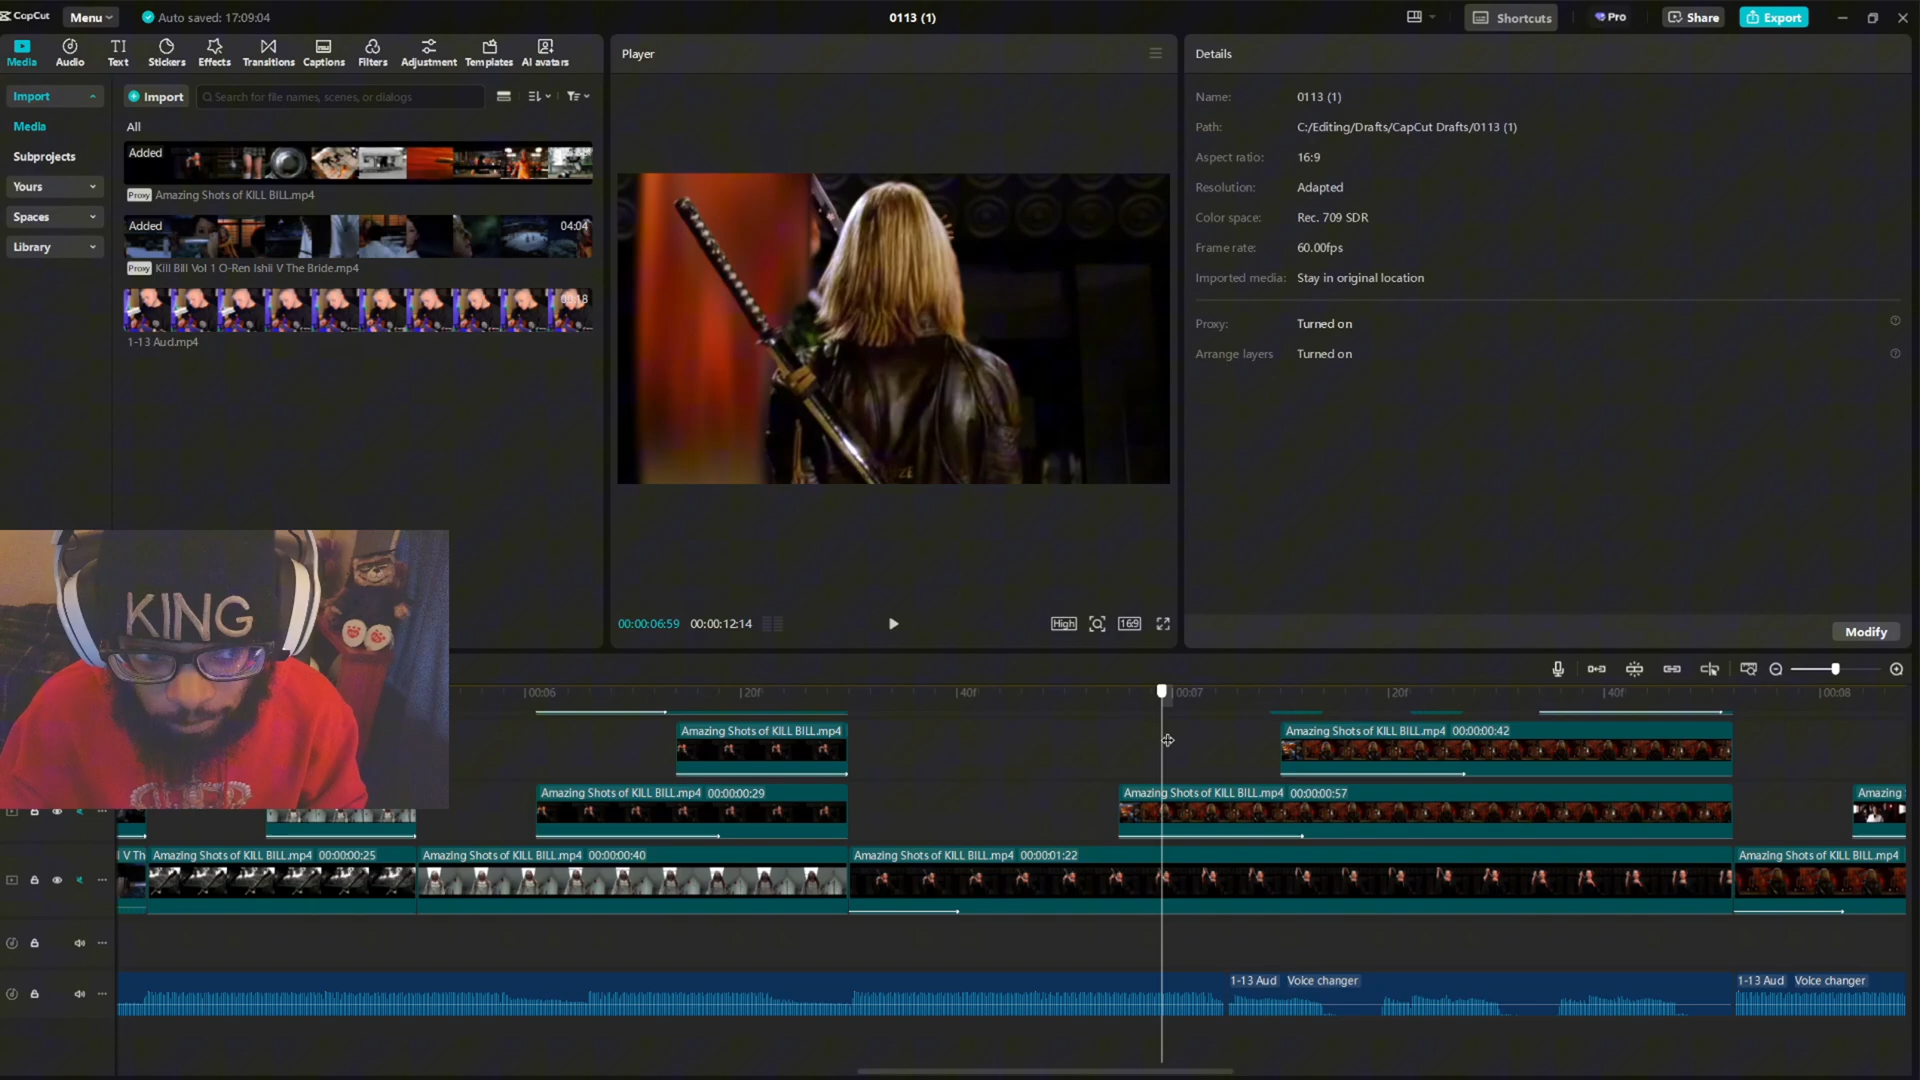 CapCut Menu Auto saved: 17:09:04 0113 (1) Shortcuts Pro Share Export
Media Audio Text Stickers Effects Transitions Captions Filters Adjustment Templates AI avatars
Import
Media
Subprojects
Yours
Spaces
Library
Import Search for file names, scenes, or dialogs
All
Added
Proxy Amazing Shots of KILL BILL.mp4
Added 04:04
Proxy Kill Bill Vol 1 O-Ren Ishii V The Bride.mp4
00:18
1-13 Aud.mp4
Player
00:00:06:59 00:00:12:14 High 16:9
Details
Name: 0113 (1)
Path: C:/Editing/Drafts/CapCut Drafts/0113 (1)
Aspect ratio: 16:9
Resolution: Adapted
Color space: Rec. 709 SDR
Frame rate: 60.00fps
Imported media: Stay in original location
Proxy: Turned on
Arrange layers Turned on
Modify
KING
00:06 20f 40f 00:07 20f 40f 00:08
Amazing Shots of KILL BILL.mp4 Amazing Shots of KILL BILL.mp4 00:00:00:42
Amazing Shots of KILL BILL.mp4 00:00:00:29 Amazing Shots of KILL BILL.mp4 00:00:00:57 Amazing
V Th Amazing Shots of KILL BILL.mp4 00:00:00:25 Amazing Shots of KILL BILL.mp4 00:00:00:40 Amazing Shots of KILL BILL.mp4 00:00:01:22 Amazing Shots of KILL BILL.mp4
1-13 Aud Voice changer 1-13 Aud Voice changer